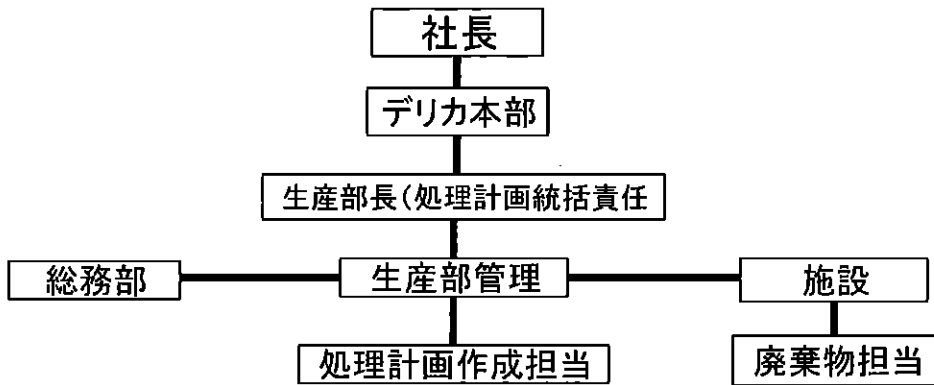 社長
デリカ本部
生産部長(処理計画統括責任
総務部
生産部管理
施設
処理計画作成担当
廃棄物担当